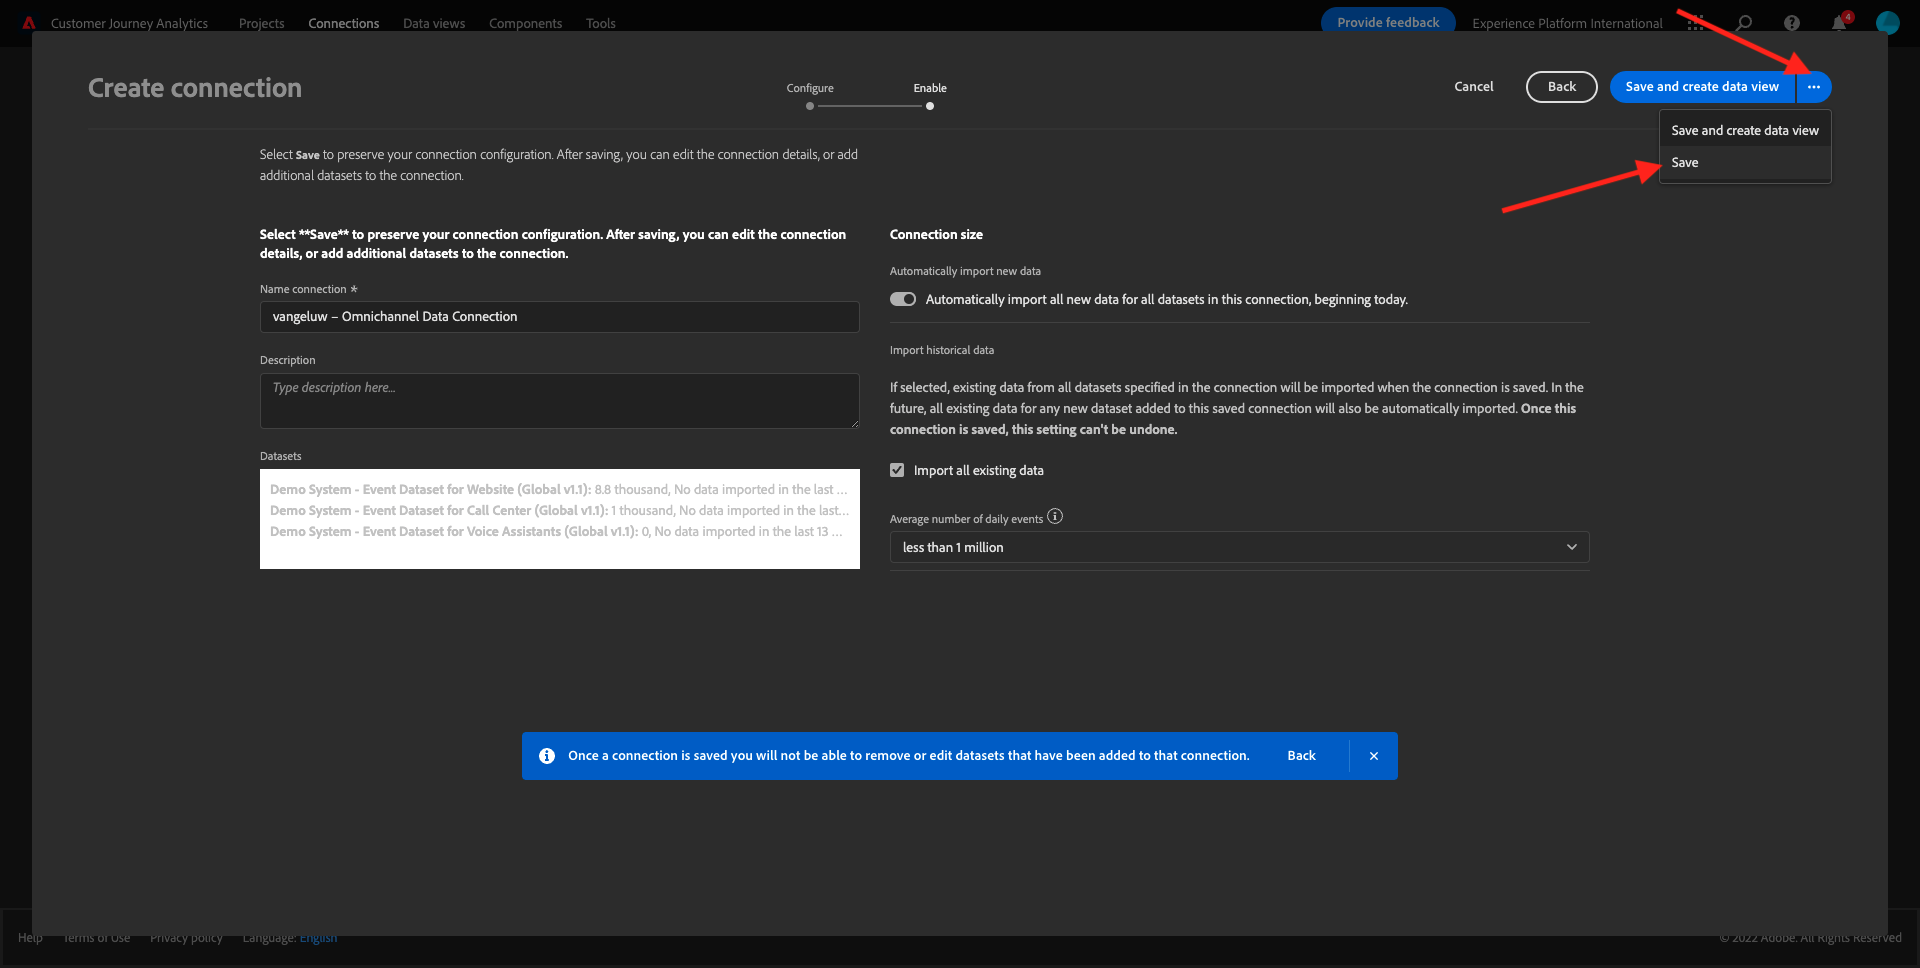 Customer Journey Analytics Projects Connections Data views Components Tools Provide feedback Experience Platform International 4
Create connection
Configure Enable
Cancel Back Save and create data view ...
Save and create data view
Save
Select Save to preserve your connection configuration. After saving, you can edit the connection details, or add
additional datasets to the connection.
Select **Save** to preserve your connection configuration. After saving, you can edit the connection
details, or add additional datasets to the connection.
Name connection *
vangeluw – Omnichannel Data Connection
Description
Type description here...
Datasets
Demo System - Event Dataset for Website (Global v1.1): 8.8 thousand, No data imported in the last ...
Demo System - Event Dataset for Call Center (Global v1.1): 1 thousand, No data imported in the last...
Demo System - Event Dataset for Voice Assistants (Global v1.1): 0, No data imported in the last 13 ...
Connection size
Automatically import new data
Automatically import all new data for all datasets in this connection, beginning today.
Import historical data
If selected, existing data from all datasets specified in the connection will be imported when the connection is saved. In the
future, all existing data for any new dataset added to this saved connection will also be automatically imported. Once this
connection is saved, this setting can't be undone.
Import all existing data
Average number of daily events
less than 1 million
Once a connection is saved you will not be able to remove or edit datasets that have been added to that connection. Back
Help Terms of Use Privacy policy Language: English © 2022 Adobe. All Rights Reserved